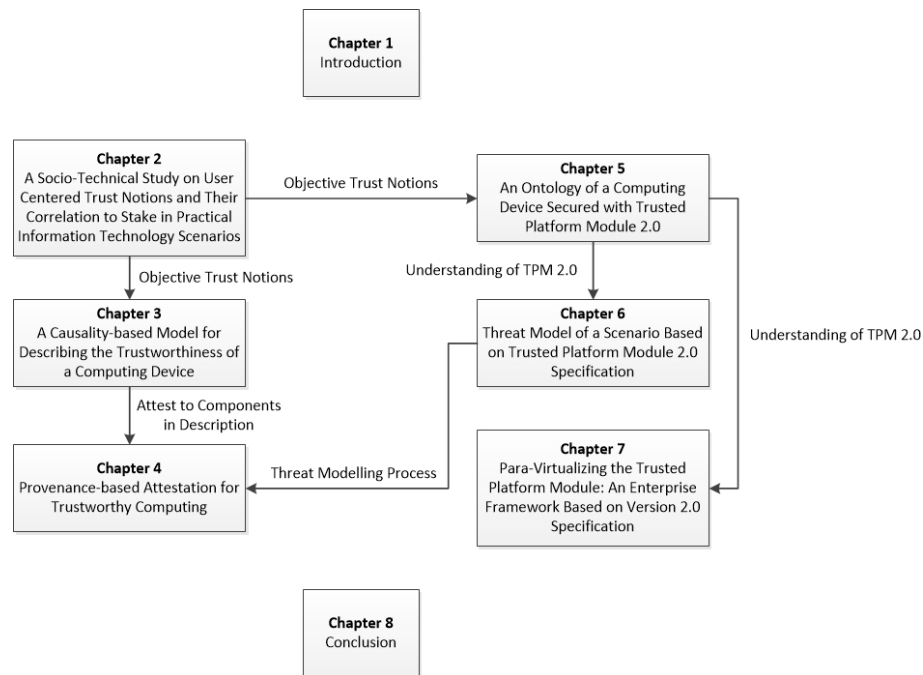 Chapter 1
Introduction
Chapter 2
A Socio-Technical Study on User
Centered Trust Notions and Their
Correlation to Stake in Practical
Information Technology Scenarios
Objective Trust Notions
Chapter 5
An Ontology of a Computing
Device Secured with Trusted
Platform Module 2.0
Objective Trust Notions
Understanding of TPM 2.0
Chapter 3
A Causality-based Model for
Describing the Trustworthiness of
a Computing Device
Chapter 6
Threat Model of a Scenario Based
on Trusted Platform Module 2.0
Specification
Understanding of TPM 2.0
Attest to Components
in Description
Chapter 4
Provenance-based Attestation for
Trustworthy Computing
Threat Modelling Process
Chapter 7
Para-Virtualizing the Trusted
Platform Module: An Enterprise
Framework Based on Version 2.0
Specification
Chapter 8
Conclusion